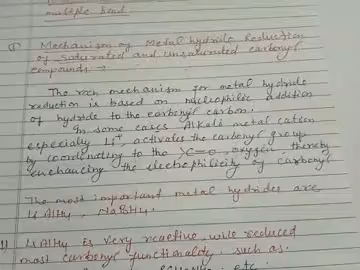 multiple bond
① Mechanism of Metal hydride Reduction
of saturated and unsaturated carbonyl
compounds →
The rxn mechanism for metal hydride
reduction is based on nucleophilic addition
of hydride to the carbonyl carbon.
In some cases Alkali metal cation
especially Li+, activates the carbonyl group
by coordinating to the >C=O, oxygen, thereby
enhancing the electrophilicity of carbonyl
The most important metal hydrides are
LiAlH4, NaBH4.
LiAlH4 is very reactive, will reduced
most carbonyl functionality, such as.
etc.